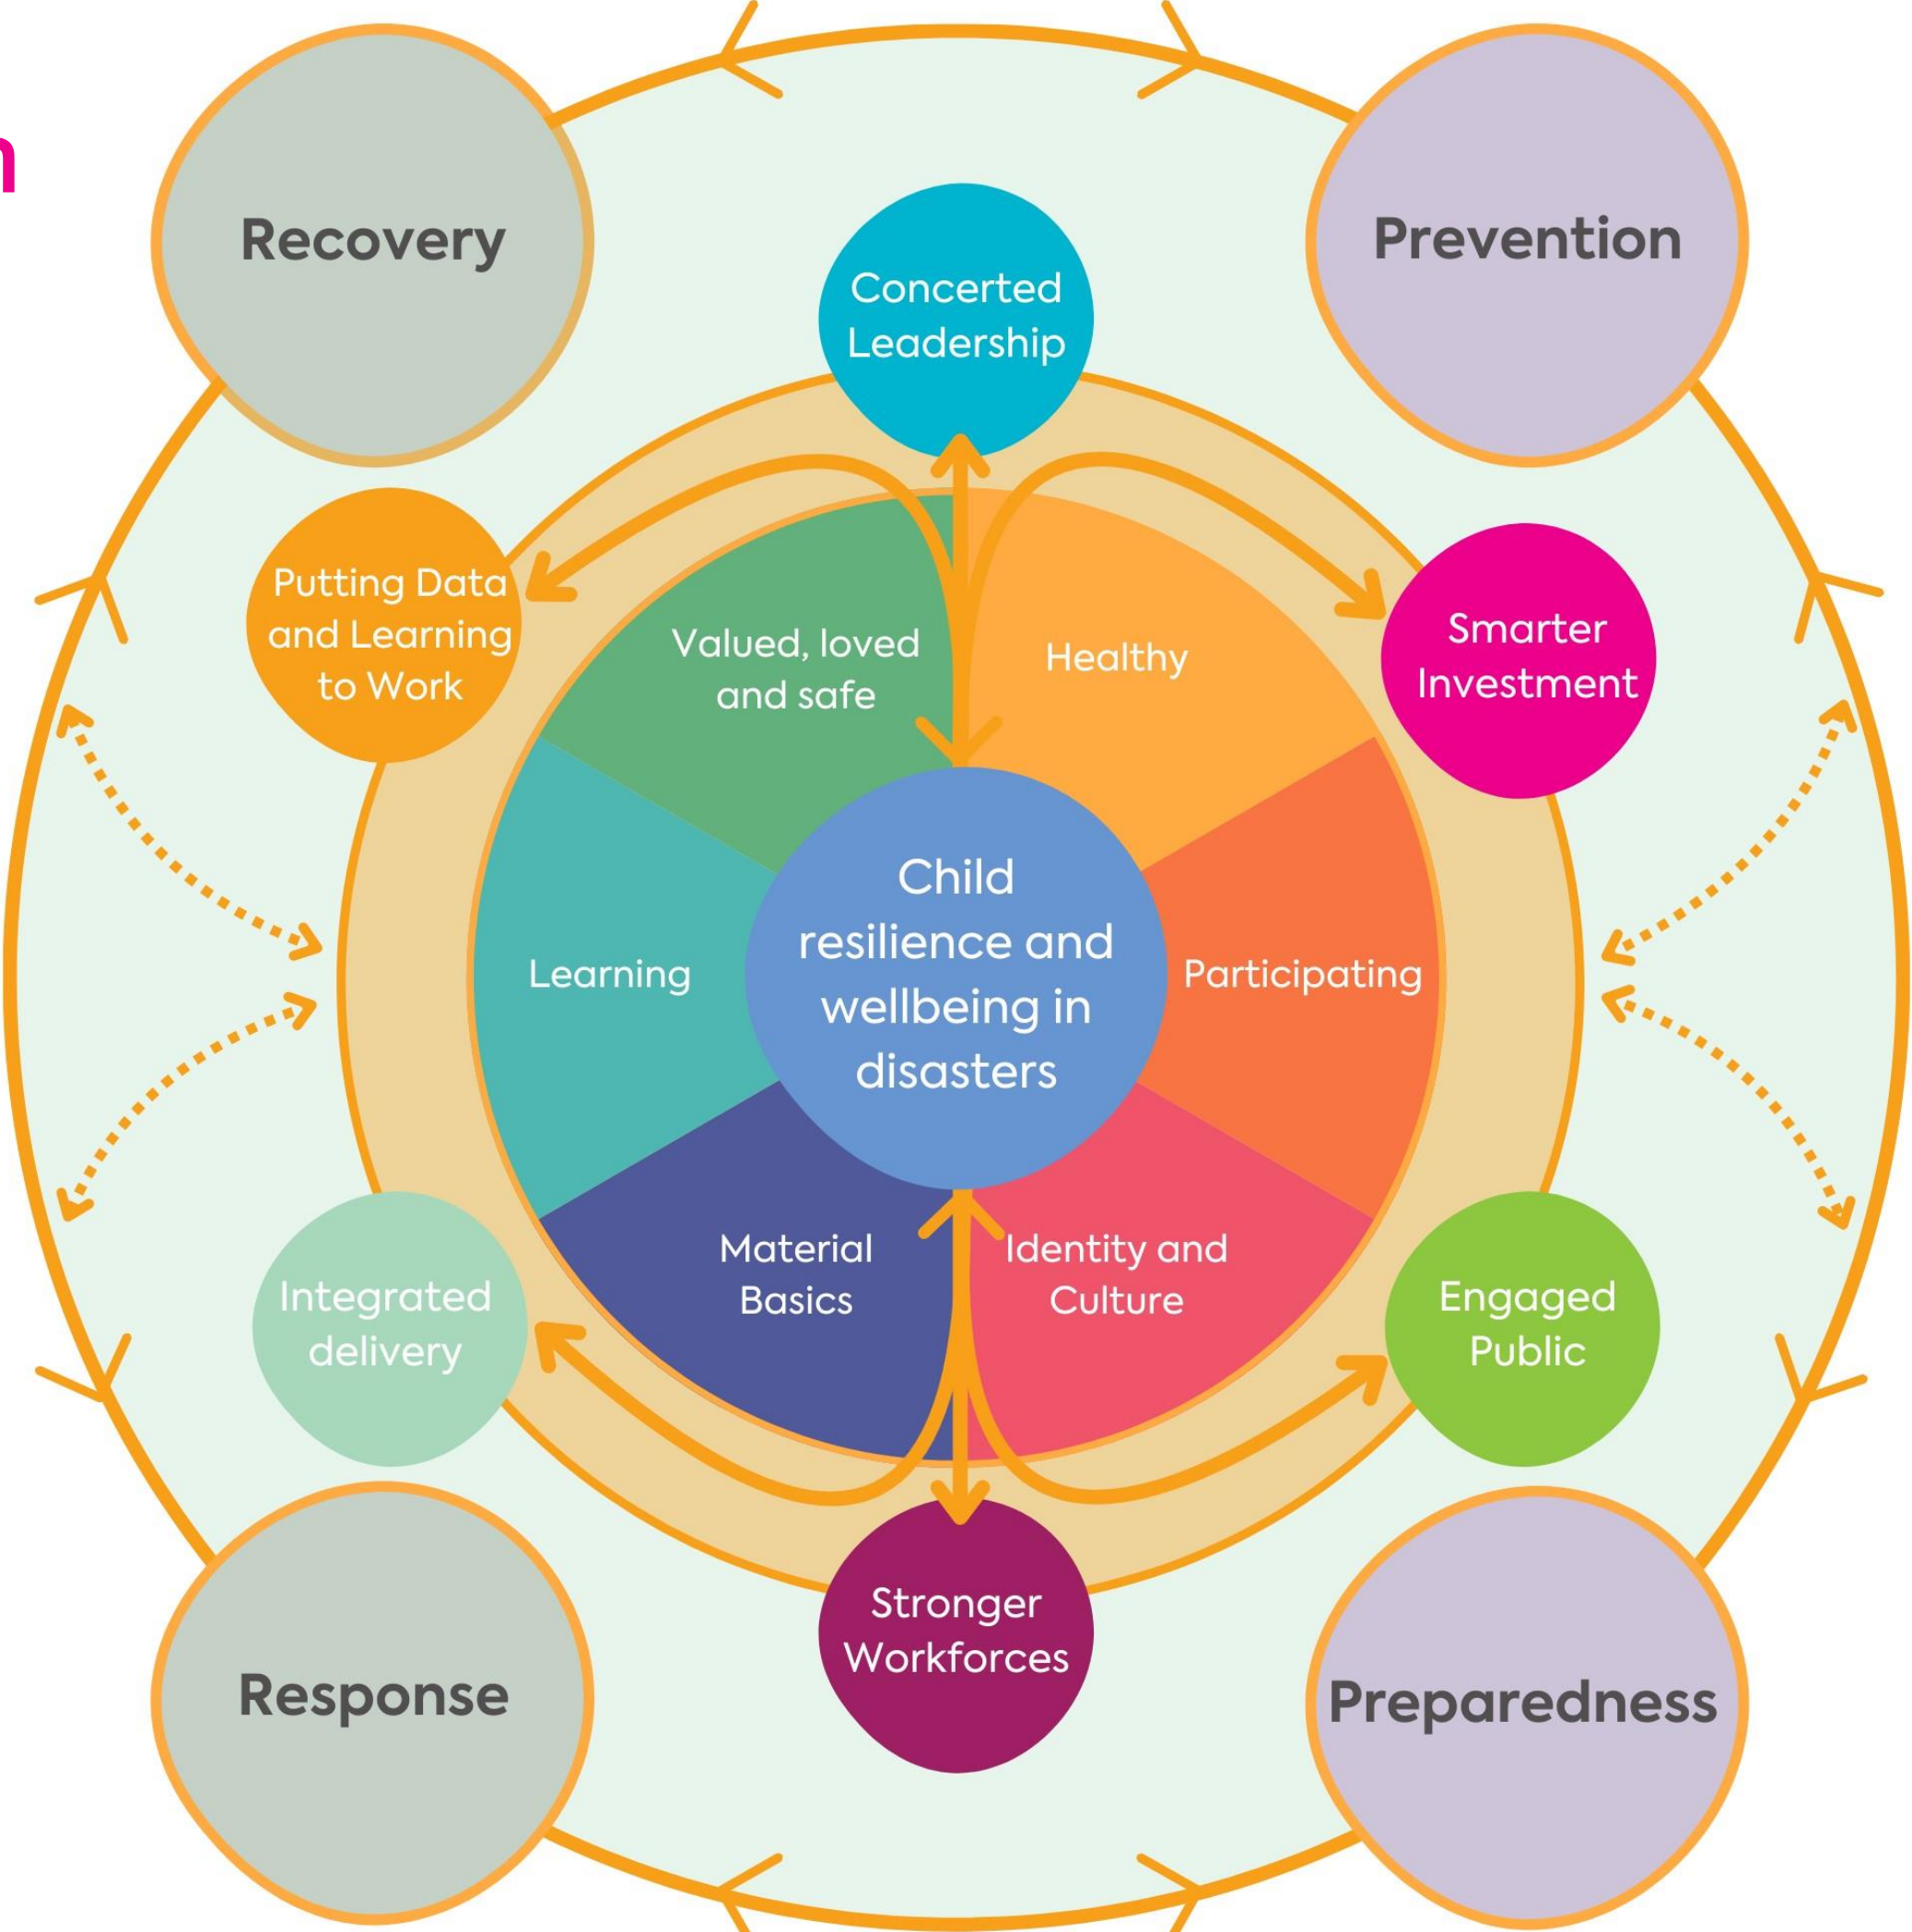 n
Recovery
Prevention
Concerted
Leadership
Putting Data
and Learning
to Work
Smarter
Investment
Valued, loved
and safe
Healthy
Learning
Child
resilience and
wellbeing in
disasters
Participating
Material
Basics
Identity and
Culture
Integrated
delivery
Engaged
Public
Stronger
Workforces
Response
Preparedness